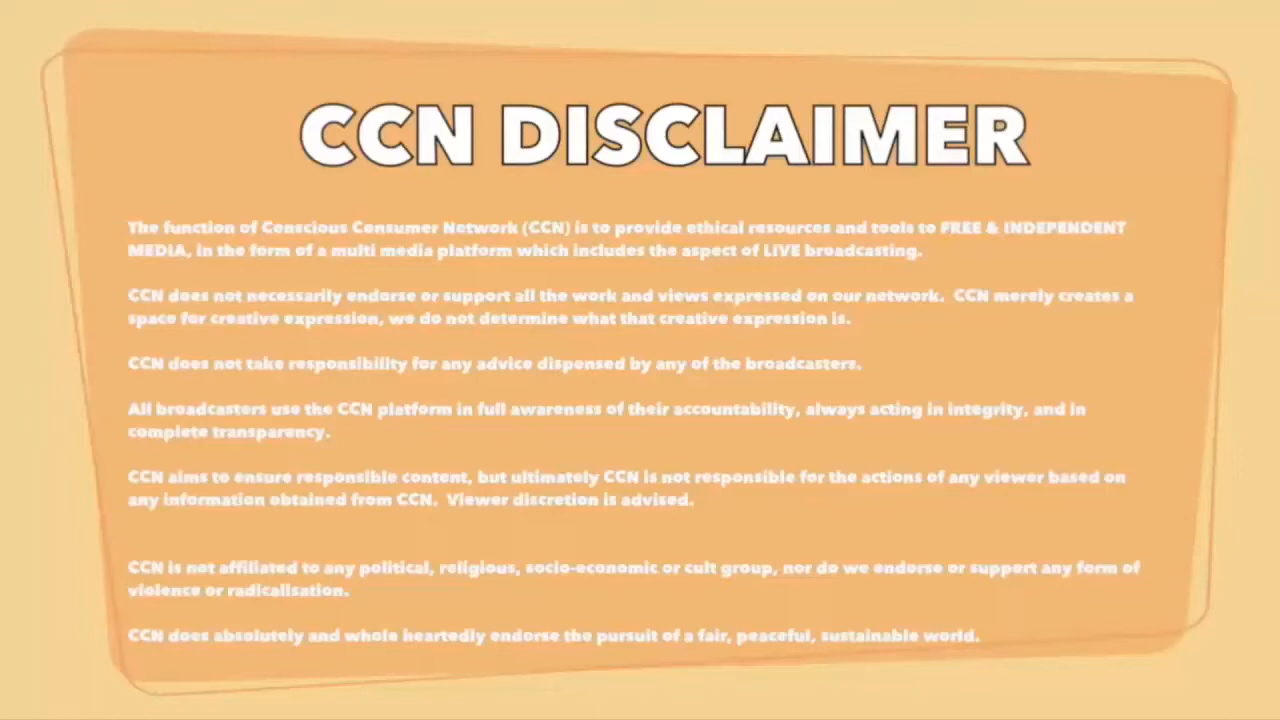 CCN DISCLAIMER
The function of Conscious Consumer Network (CCN) is to provide ethical resources and tools to FREE & INDEPENDENT
MEDIA, in the form of a multi media platform which includes the aspect of LIVE broadcasting.
CCN does not necessarily endorse or support all the work and views expressed on our network.  CCN merely creates a
space for creative expression, we do not determine what that creative expression is.
CCN does not take responsibility for any advice dispensed by any of the broadcasters.
All broadcasters use the CCN platform in full awareness of their accountability, always acting in integrity, and in
complete transparency.
CCN aims to ensure responsible content, but ultimately CCN is not responsible for the actions of any viewer based on
any information obtained from CCN.  Viewer discretion is advised.
CCN is not affiliated to any political, religious, socio-economic or cult group, nor do we endorse or support any form of
violence or radicalisation.
CCN does absolutely and whole heartedly endorse the pursuit of a fair, peaceful, sustainable world.